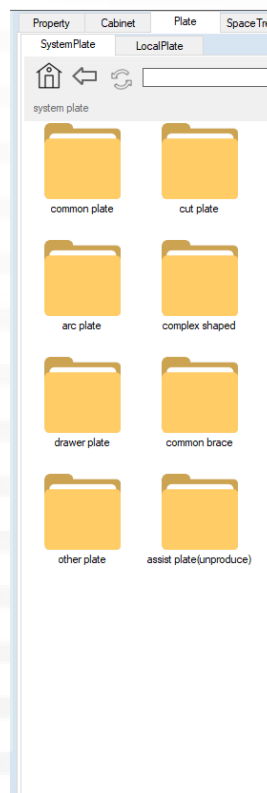 Property Cabinet Plate SpaceTre
SystemPlate LocalPlate
system plate
common plate cut plate
arc plate complex shaped
drawer plate common brace
other plate assist plate(unproduce)